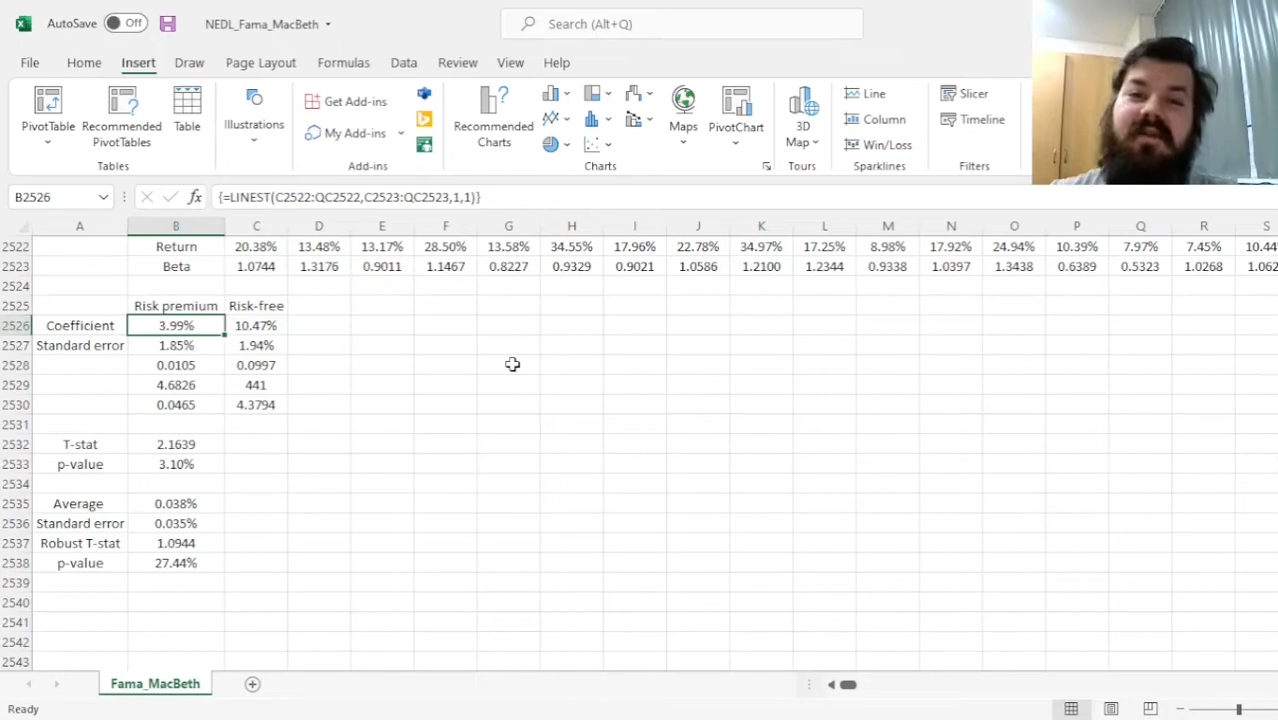 AutoSave Off NEDL_Fama_MacBeth Search (Alt+Q)
File Home Insert Draw Page Layout Formulas Data Review View Help
PivotTable Recommended PivotTables Table Illustrations Get Add-ins My Add-ins Recommended Charts Maps PivotChart 3D Map Line Column Win/Loss Slicer Timeline
Tables Add-ins Charts Tours Sparklines Filters
B2526 fx {=LINEST(C2522:QC2522,C2523:QC2523,1,1)}
A B C D E F G H I J K L M N O P Q R S
2522 Return 20.38% 13.48% 13.17% 28.50% 13.58% 34.55% 17.96% 22.78% 34.97% 17.25% 8.98% 17.92% 24.94% 10.39% 7.97% 7.45% 10.44
2523 Beta 1.0744 1.3176 0.9011 1.1467 0.8227 0.9329 0.9021 1.0586 1.2100 1.2344 0.9338 1.0397 1.3438 0.6389 0.5323 1.0268 1.062
2524
2525 Risk premium Risk-free
2526 Coefficient 3.99% 10.47%
2527 Standard error 1.85% 1.94%
2528 0.0105 0.0997
2529 4.6826 441
2530 0.0465 4.3794
2531
2532 T-stat 2.1639
2533 p-value 3.10%
2534
2535 Average 0.038%
2536 Standard error 0.035%
2537 Robust T-stat 1.0944
2538 p-value 27.44%
2539
2540
2541
2542
2543
Fama_MacBeth
Ready